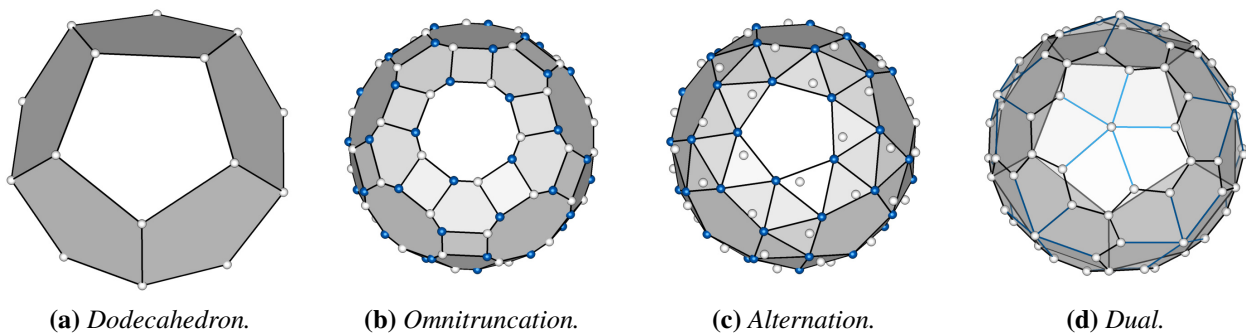 (a) Dodecahedron.
(b) Omnitruncation.
(c) Alternation.
(d) Dual.